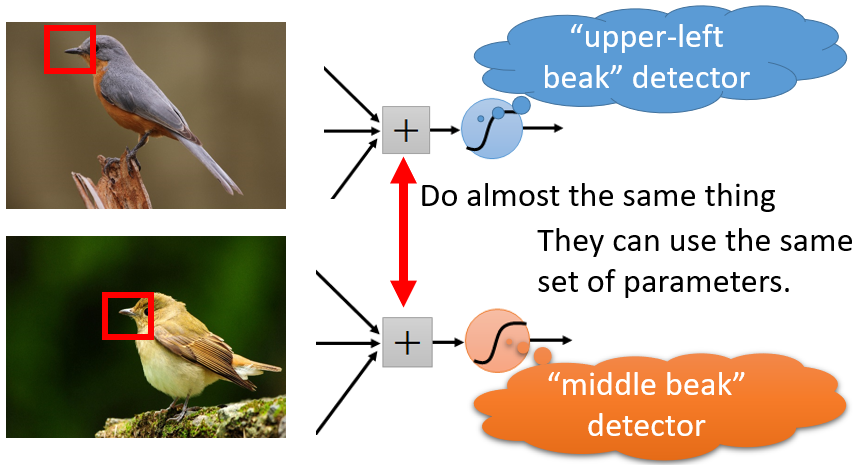 “upper-left
beak” detector
+
Do almost the same thing
They can use the same
set of parameters.
+
“middle beak”
detector